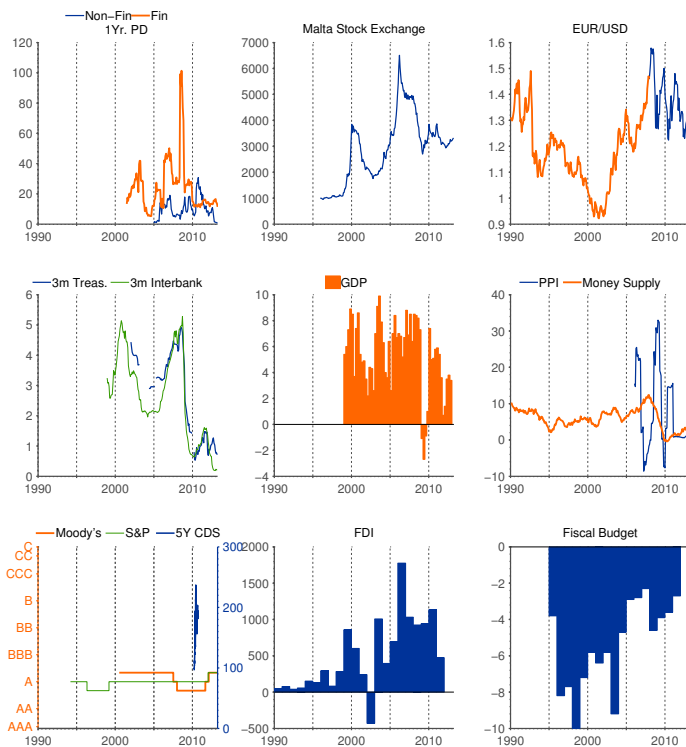 Non-Fin Fin
1Yr. PD
120
100
80
60
40
20
0
1990 2000 2010
Malta Stock Exchange
7000
6000
5000
4000
3000
2000
1000
0
1990 2000 2010
EUR/USD
1.6
1.5
1.4
1.3
1.2
1.1
1
0.9
1990 2000 2010
3m Treas. 3m Interbank
6
5
4
3
2
1
0
1990 2000 2010
GDP
10
8
6
4
2
0
-2
-4
1990 2000 2010
PPI Money Supply
40
30
20
10
0
-10
1990 2000 2010
Moody's S&P 5Y CDS
C
CC
CCC
B
BB
BBB
A
AA
AAA
300
200
100
0
1990 2000 2010
FDI
2000
1500
1000
500
0
-500
1990 2000 2010
Fiscal Budget
0
-2
-4
-6
-8
-10
1990 2000 2010